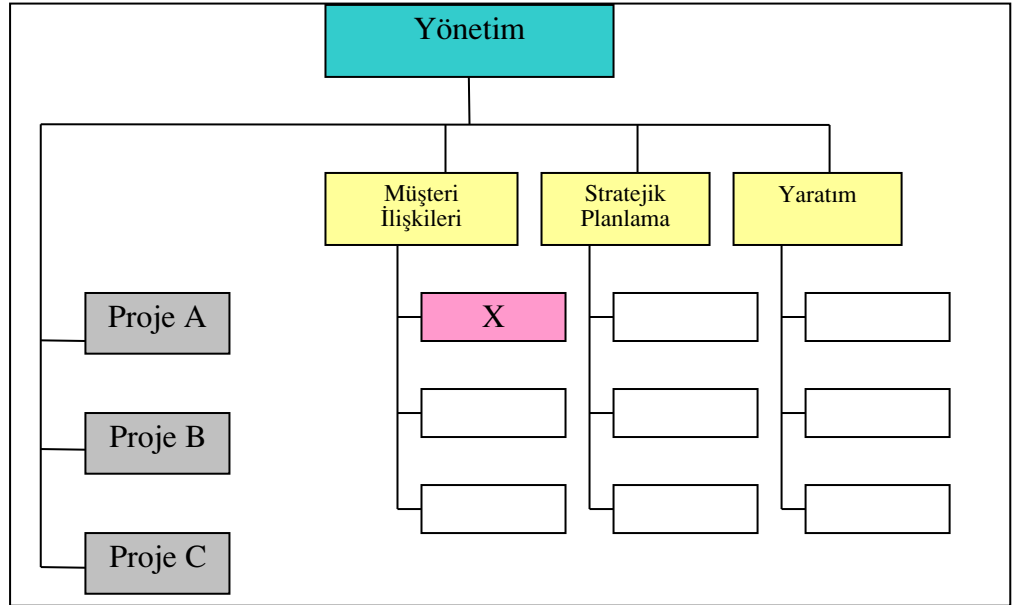 Yönetim
Müşteri
İlişkileri
Stratejik
Planlama
Yaratım
Proje A
X
Proje B
Proje C